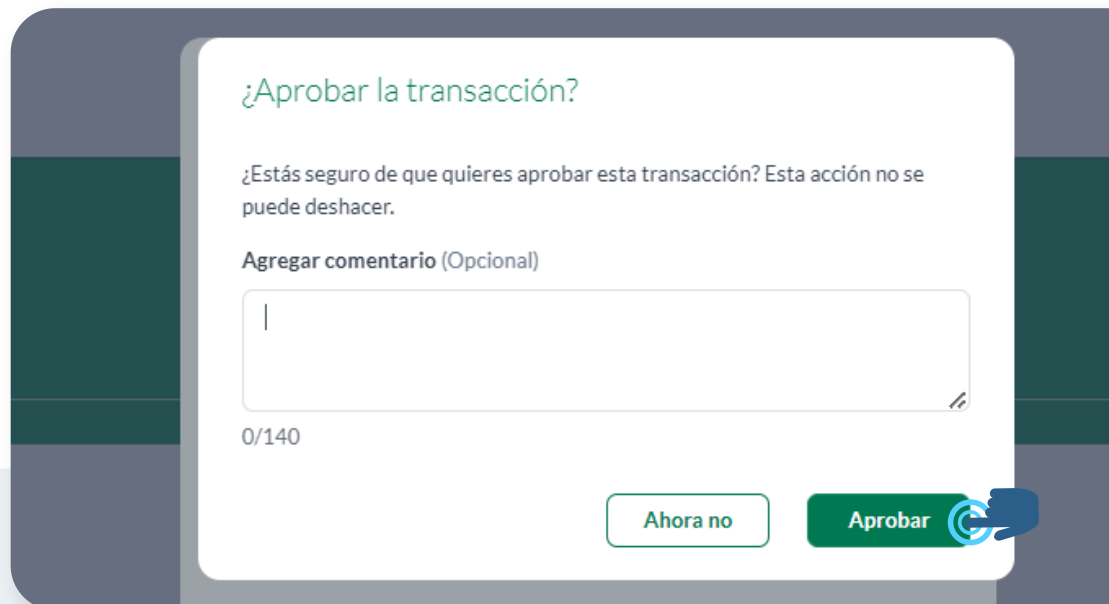 ¿Aprobar la transacción?
¿Estás seguro de que quieres aprobar esta transacción? Esta acción no se
puede deshacer.
Agregar comentario (Opcional)
0/140
Ahora no
Aprobar